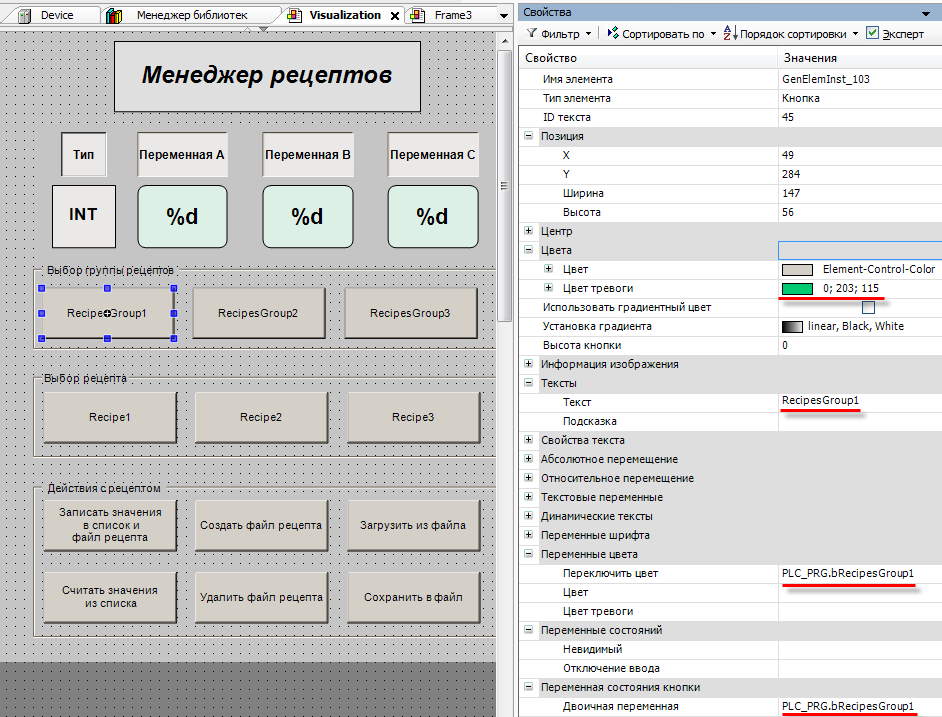 Device
Менеджер библиотек
Visualization
Frame3
Менеджер рецептов
Тип
Переменная A
Переменная B
Переменная C
INT
%d
%d
%d
Выбор группы рецептов
RecipesGroup1
RecipesGroup2
RecipesGroup3
Выбор рецепта
Recipe1
Recipe2
Recipe3
Действия с рецептом
Записать значения
в список и
файл рецепта
Создать файл рецепта
Загрузить из файла
Считать значения
из списка
Удалить файл рецепта
Сохранить в файл
Свойства
Фильтр
Сортировать по
Порядок сортировки
Эксперт
Свойство Значения
Имя элемента GenElemInst_103
Тип элемента Кнопка
ID текста 45
Позиция
X 49
Y 284
Ширина 147
Высота 56
Центр
Цвета
Цвет Element-Control-Color
Цвет тревоги 0; 203; 115
Использовать градиентный цвет
Установка градиента linear, Black, White
Высота кнопки 0
Информация изображения
Тексты
Текст RecipesGroup1
Подсказка
Свойства текста
Абсолютное перемещение
Относительное перемещение
Текстовые переменные
Динамические тексты
Переменные шрифта
Переменные цвета
Переключить цвет PLC_PRG.bRecipesGroup1
Цвет
Цвет тревоги
Переменные состояний
Невидимый
Отключение ввода
Переменная состояния кнопки
Двоичная переменная PLC_PRG.bRecipesGroup1